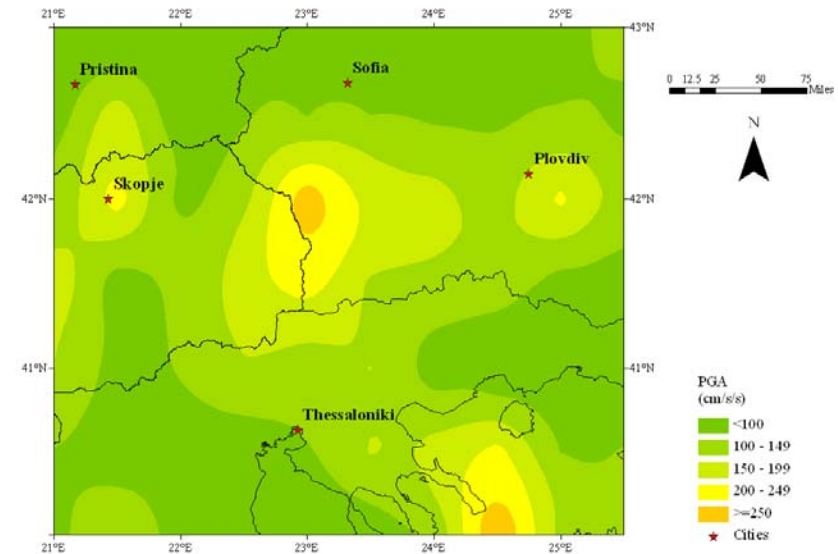 21°E 22°E 23°E 24°E 25°E
43°N 43°N
Pristina
Sofia
0 12.5 25 50 75
Miles
N
Plovdiv
Skopje
42°N 42°N
41°N 41°N
Thessaloniki
PGA
(cm/s/s)
<100
100 - 149
150 - 199
200 - 249
>=250
Cities
21°E 22°E 23°E 24°E 25°E